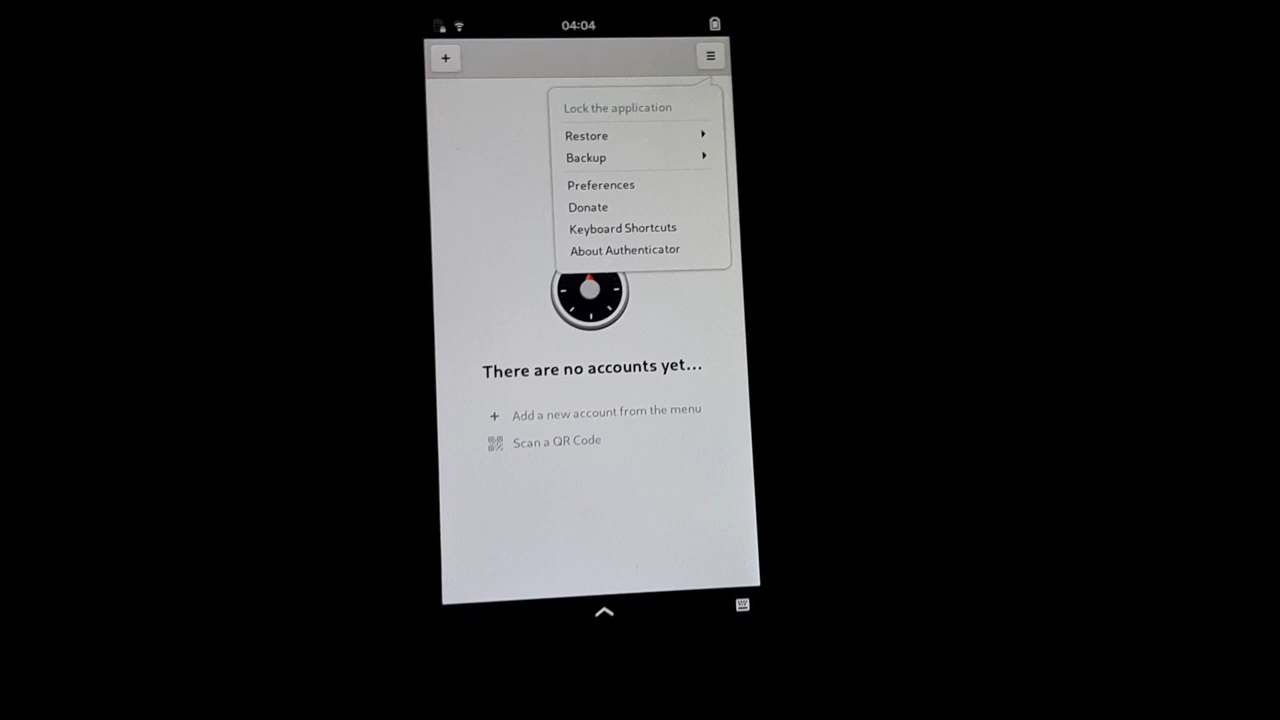 04:04
Lock the application
Restore
Backup
Preferences
Donate
Keyboard Shortcuts
About Authenticator
There are no accounts yet...
+ Add a new account from the menu
Scan a QR Code